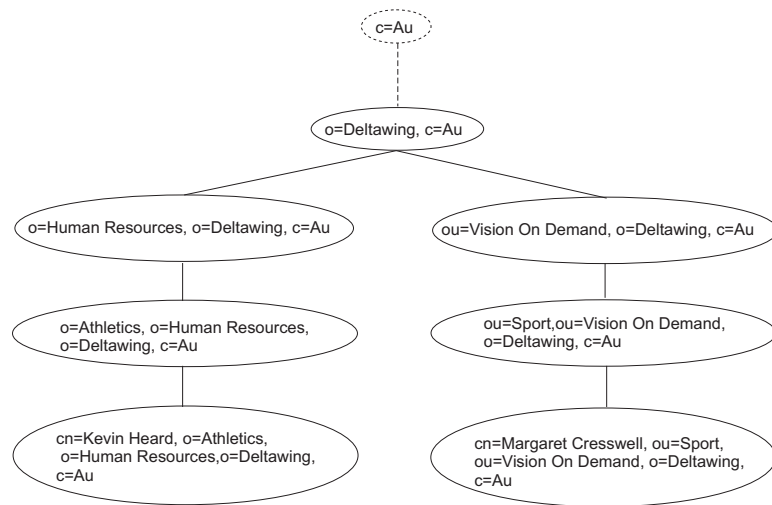 c=Au
o=Deltawing, c=Au
o=Human Resources, o=Deltawing, c=Au
ou=Vision On Demand, o=Deltawing, c=Au
o=Athletics, o=Human Resources,
o=Deltawing, c=Au
ou=Sport,ou=Vision On Demand,
o=Deltawing, c=Au
cn=Kevin Heard, o=Athletics,
o=Human Resources,o=Deltawing,
c=Au
cn=Margaret Cresswell, ou=Sport,
ou=Vision On Demand, o=Deltawing,
c=Au